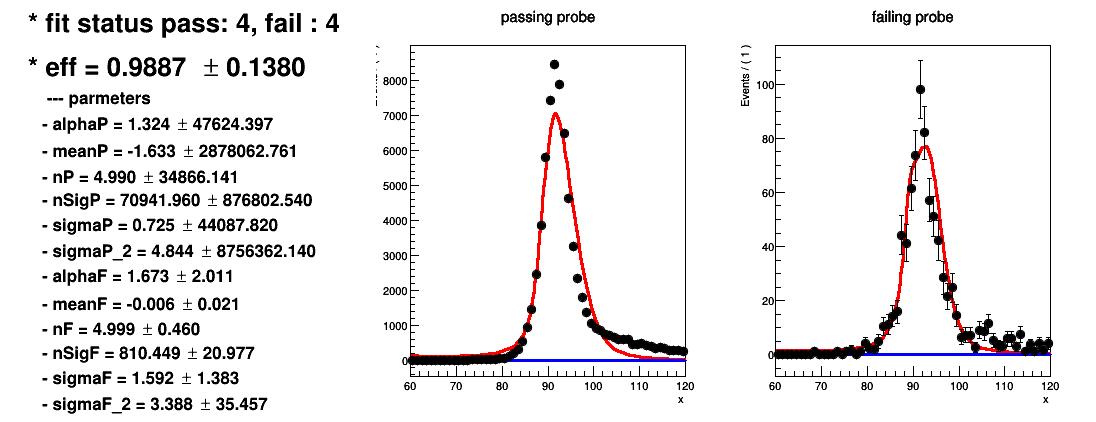 * fit status pass: 4, fail : 4
* eff = 0.9887 ± 0.1380
--- parmeters
- alphaP = 1.324 ± 47624.397
- meanP = -1.633 ± 2878062.761
- nP = 4.990 ± 34866.141
- nSigP = 70941.960 ± 876802.540
- sigmaP = 0.725 ± 44087.820
- sigmaP_2 = 4.844 ± 8756362.140
- alphaF = 1.673 ± 2.011
- meanF = -0.006 ± 0.021
- nF = 4.999 ± 0.460
- nSigF = 810.449 ± 20.977
- sigmaF = 1.592 ± 1.383
- sigmaF_2 = 3.388 ± 35.457
passing probe
8000
7000
6000
5000
4000
3000
2000
1000
0
60 70 80 90 100 110 120
x
failing probe
Events / ( 1 )
100
80
60
40
20
0
60 70 80 90 100 110 120
x